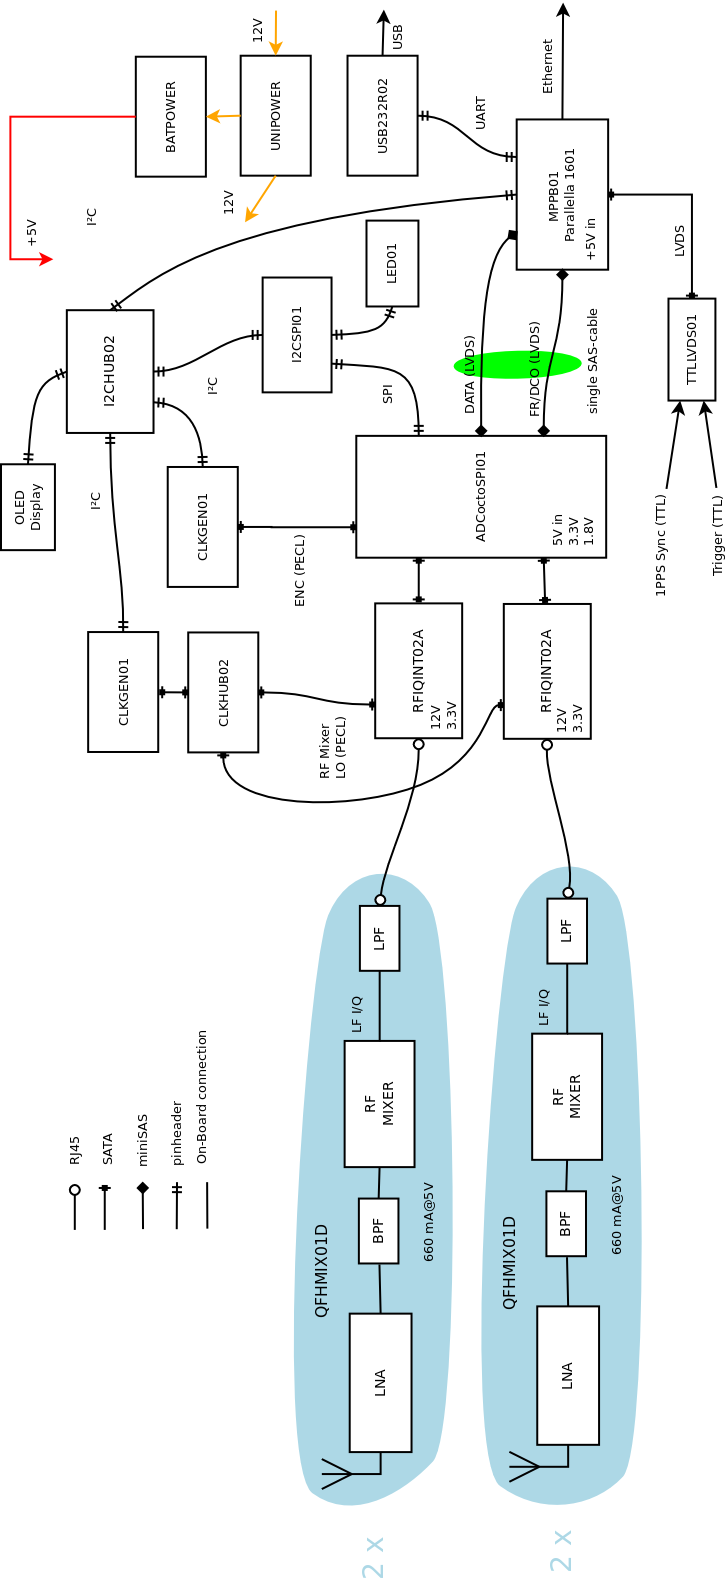 12V
USB
Ethernet
BATPOWER
UNIPOWER
USB232R02
UART
MPPB01
Parallella 1601
+5V in
+5V
I²C
12V
LED01
LVDS
I2CHUB02
I2CSPI01
TTLLVDS01
I²C
SPI
DATA (LVDS)
FR/DCO (LVDS)
single SAS-cable
OLED
Display
I²C
CLKGEN01
ADCoctoSPI01
5V in
3.3V
1.8V
1PPS Sync (TTL)
Trigger (TTL)
ENC (PECL)
CLKGEN01
CLKHUB02
RFIQINT02A
12V
3.3V
RFIQINT02A
12V
3.3V
RF Mixer
LO (PECL)
LPF
LPF
LF I/Q
LF I/Q
RF
MIXER
RF
MIXER
RJ45
SATA
miniSAS
pinheader
On-Board connection
BPF
BPF
660 mA@5V
660 mA@5V
QFHMIX01D
QFHMIX01D
LNA
LNA
2 x
2 x